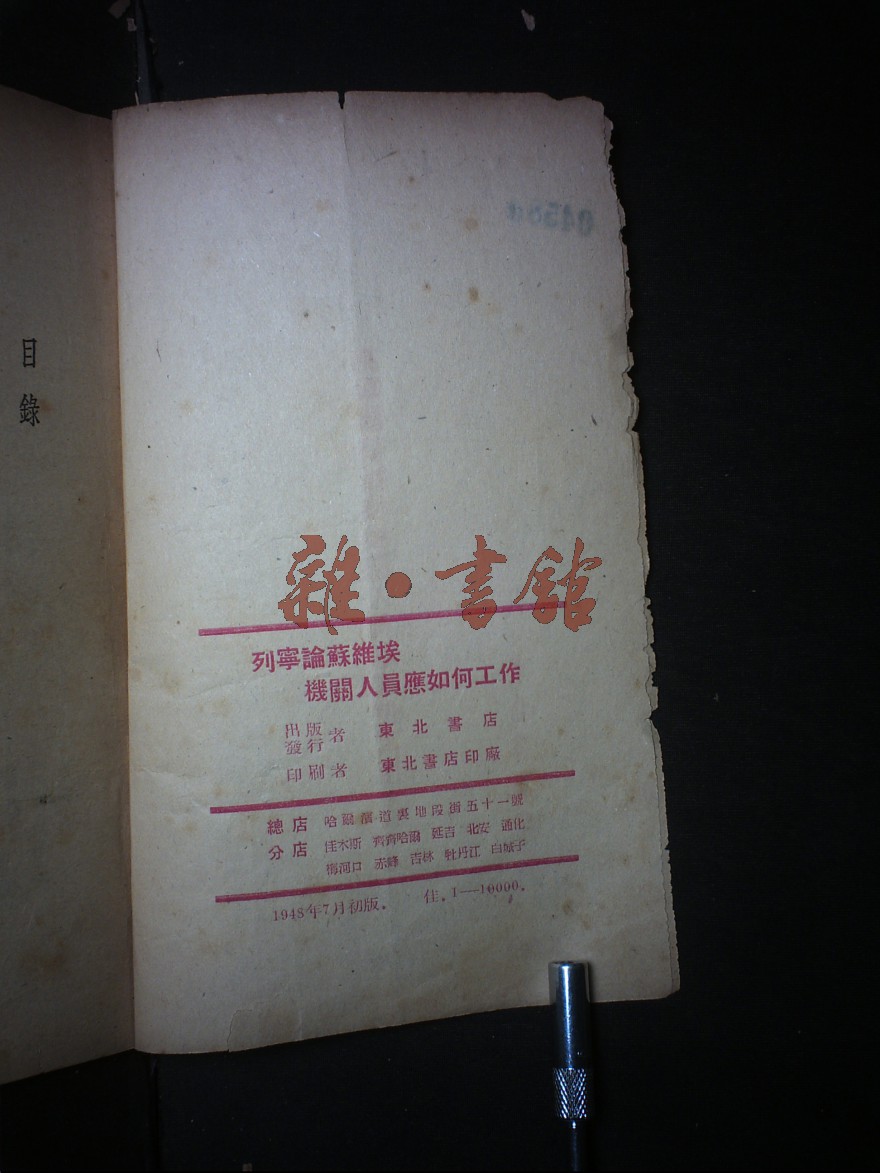 目錄
雜·書館
列寧論蘇維埃
機關人員應如何工作
出版
發行者 東北書店
印刷者 東北書店印廠
總店 哈爾濱道裏地段街五十一號
分店 佳木斯 齊齊哈爾 延吉 北安 通化
梅河口 赤峰 吉林 牡丹江 白城子
1948年7月初版. 佳.1—10000.